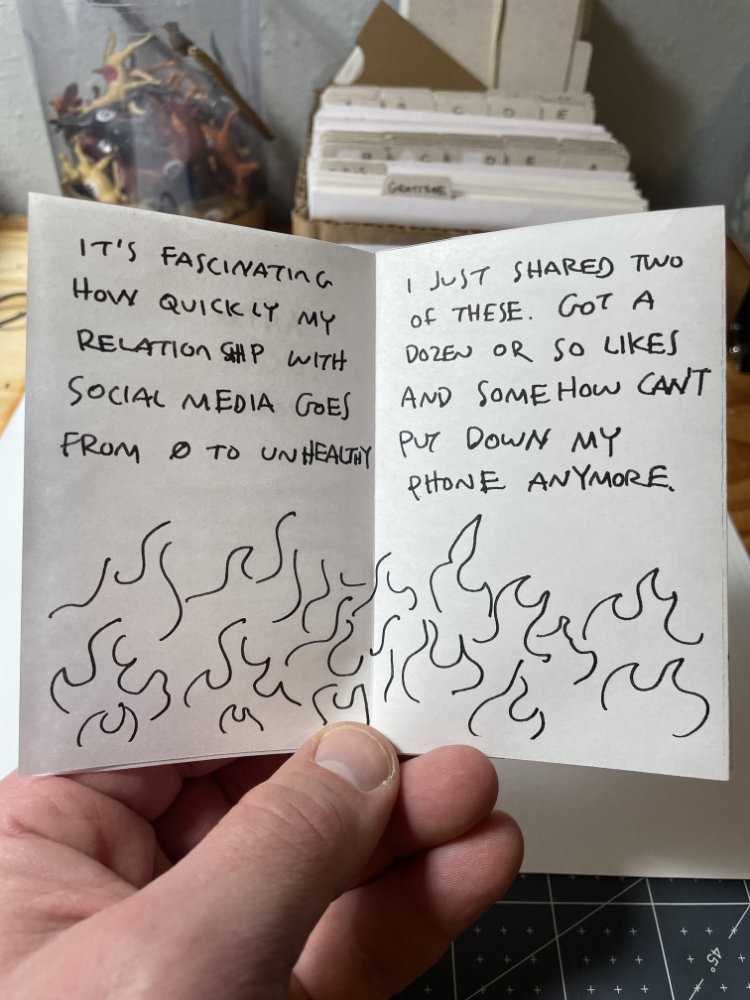 C D E
B C D E A
GRATITUDE
IT'S FASCINATING
HOW QUICKLY MY
RELATIONSHIP WITH
SOCIAL MEDIA GOES
FROM Ø TO UNHEALTHY
I JUST SHARED TWO
OF THESE. GOT A
DOZEN OR SO LIKES
AND SOMEHOW CAN'T
PUT DOWN MY
PHONE ANYMORE.
45°